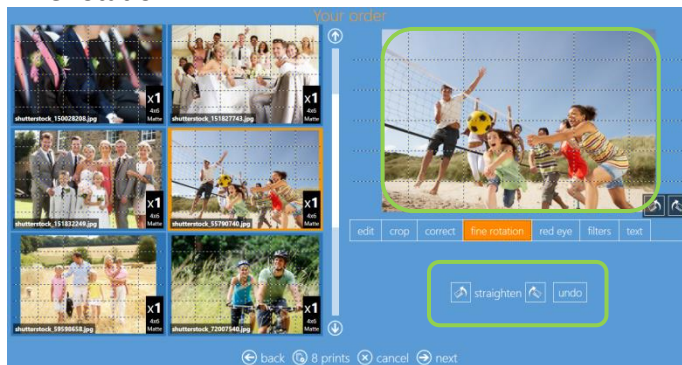 Your order
x1
4x6
Matte
shutterstock_150028208.jpg
x1
4x6
Matte
shutterstock_151827743.jpg
x1
4x6
Matte
shutterstock_151832249.jpg
x1
4x6
Matte
shutterstock_55790740.jpg
x1
4x6
Matte
shutterstock_59598658.jpg
x1
4x6
Matte
shutterstock_72007540.jpg
edit crop correct fine rotation red eye filters text
straighten undo
back 8 prints cancel next